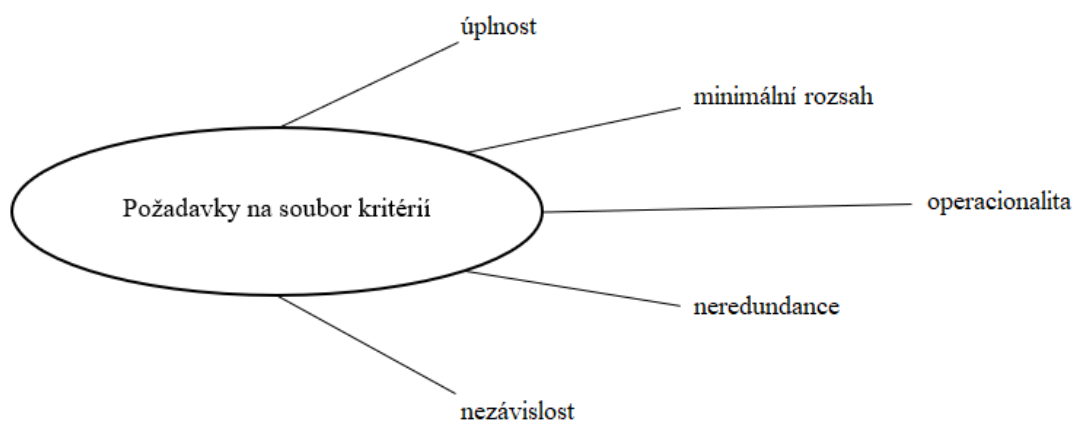 úplnost
minimální rozsah
Požadavky na soubor kritérií
operacionalita
neredundance
nezávislost